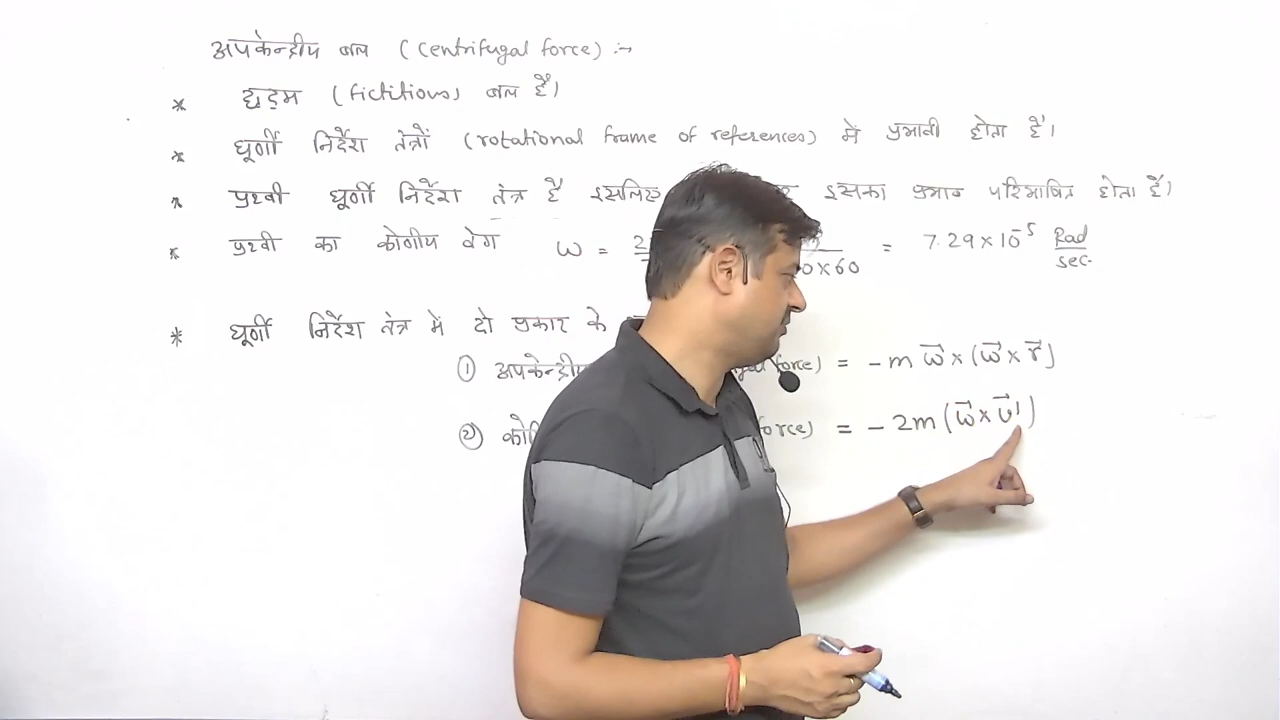 अपकेन्द्रीय बल (Centrifugal force) :-
* छद्म (fictitious) बल है।
* घूर्णी निर्देश तंत्रों (rotational frame of references) में प्रभावी होता है।
* पृथ्वी घूर्णी निर्देश तंत्र है इसलिए इसका प्रभाव परिभाषित होता है।
* पृथ्वी का कोणीय वेग ω = 0×60 = 7.29×10⁻⁵ Rad/sec.
* घूर्णी निर्देश तंत्र में दो प्रकार के
① अपकेन्द्रीय force) = -m ω⃗×(ω⃗×r⃗)
② force) = -2m(ω⃗×v⃗')